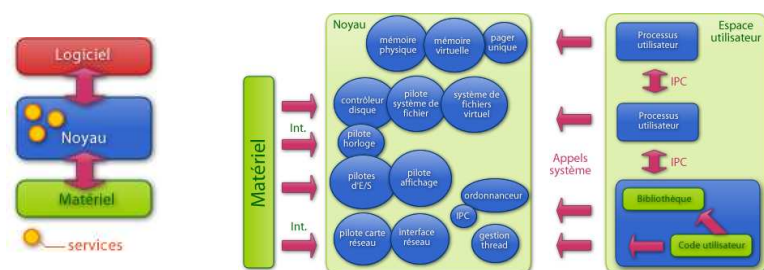 Logiciel
Noyau
Matériel
services
Matériel
Int.
Int.
Noyau
mémoire
physique
mémoire
virtuelle
pager
unique
contrôleur
disque
pilote
système de
fichier
système de
fichiers
virtuel
pilote
horloge
pilotes
d'E/S
pilote
affichage
ordonnanceur
IPC
pilote carte
réseau
interface
réseau
gestion
thread
Appels
système
Espace
utilisateur
Processus
utilisateur
IPC
Processus
utilisateur
IPC
Bibliothèque
Code utilisateur